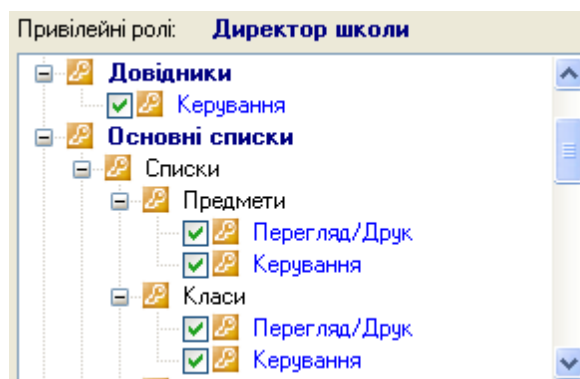 Привілейні ролі: Директор школи
Довідники
Керування
Основні списки
Списки
Предмети
Перегляд/Друк
Керування
Класи
Перегляд/Друк
Керування